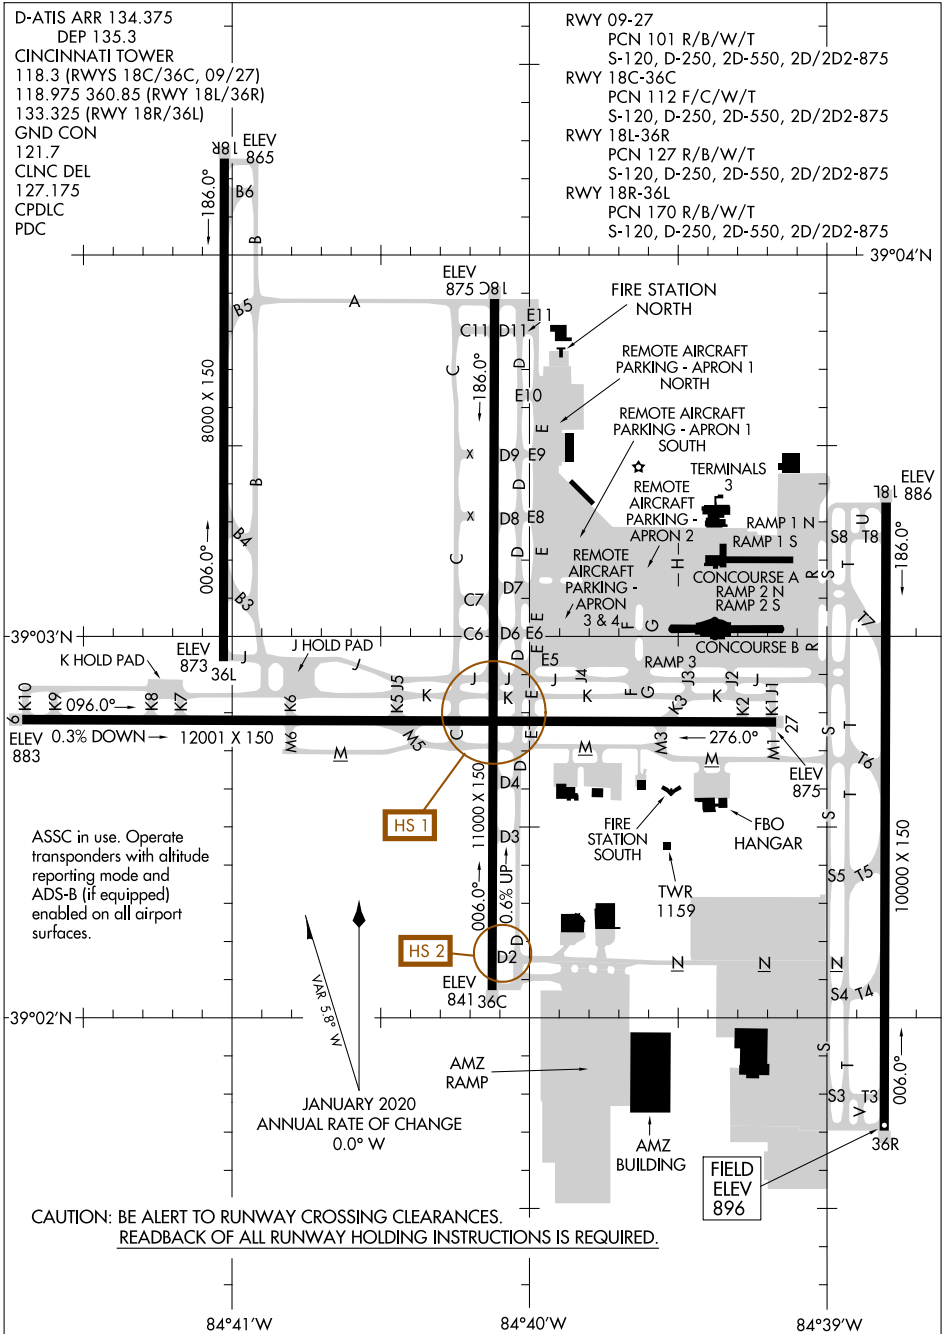 D-ATIS ARR 134.375
DEP 135.3
CINCINNATI TOWER
118.3 (RWYS 18C/36C, 09/27)
118.975 360.85 (RWY 18L/36R)
133.325 (RWY 18R/36L)
GND CON
121.7
CLNC DEL
127.175
CPDLC
PDC
RWY 09-27
PCN 101 R/B/W/T
S-120, D-250, 2D-550, 2D/2D2-875
RWY 18C-36C
PCN 112 F/C/W/T
S-120, D-250, 2D-550, 2D/2D2-875
RWY 18L-36R
PCN 127 R/B/W/T
S-120, D-250, 2D-550, 2D/2D2-875
RWY 18R-36L
PCN 170 R/B/W/T
S-120, D-250, 2D-550, 2D/2D2-875
39°04'N
18R
ELEV
865
186.0°
B6
B
B5
A
8000 X 150
B
B4
006.0°
B3
ELEV
873
36L
J
ELEV
875
18C
C11
D11
E11
186.0°
C
D
E10
E
X
D9
E9
D
X
D8
E8
C
D
E
D7
C7
E
C6
D6
E6
E
D
E5
FIRE STATION
NORTH
REMOTE AIRCRAFT
PARKING - APRON 1
NORTH
REMOTE AIRCRAFT
PARKING - APRON 1
SOUTH
REMOTE
AIRCRAFT
PARKING -
APRON 2
REMOTE
AIRCRAFT
PARKING -
APRON
3 & 4
TERMINALS
3
RAMP 1 N
RAMP 1 S
H
CONCOURSE A
RAMP 2 N
RAMP 2 S
F
G
CONCOURSE B
RAMP 3
R
R
S
18L
ELEV
886
U
S8
T8
T
186.0°
T7
39°03'N
K HOLD PAD
J HOLD PAD
J
J5
J
J
J
J4
J3
J2
J
J1
K10
K9
K8
K7
K6
K5
K
K
E
K
F
G
K3
K
K2
K1
9
096.0°
ELEV
883
0.3% DOWN
12001 X 150
276.0°
27
ELEV
875
M6
M
M5
C
E
M
M3
M
M1
S
T
T6
D
D4
HS 1
11000 X 150
D3
006.0°
0.6% UP
HS 2
D
D2
ELEV
841
36C
ASSC in use. Operate
transponders with altitude
reporting mode and
ADS-B (if equipped)
enabled on all airport
surfaces.
FIRE
STATION
SOUTH
FBO
HANGAR
TWR
1159
T
S
S5
T5
10000 X 150
N
N
N
S4
T4
39°02'N
VAR 5.8° W
JANUARY 2020
ANNUAL RATE OF CHANGE
0.0° W
AMZ
RAMP
AMZ
BUILDING
S
T
006.0°
S3
T3
V
36R
FIELD
ELEV
896
CAUTION: BE ALERT TO RUNWAY CROSSING CLEARANCES.
READBACK OF ALL RUNWAY HOLDING INSTRUCTIONS IS REQUIRED.
84°41'W
84°40'W
84°39'W